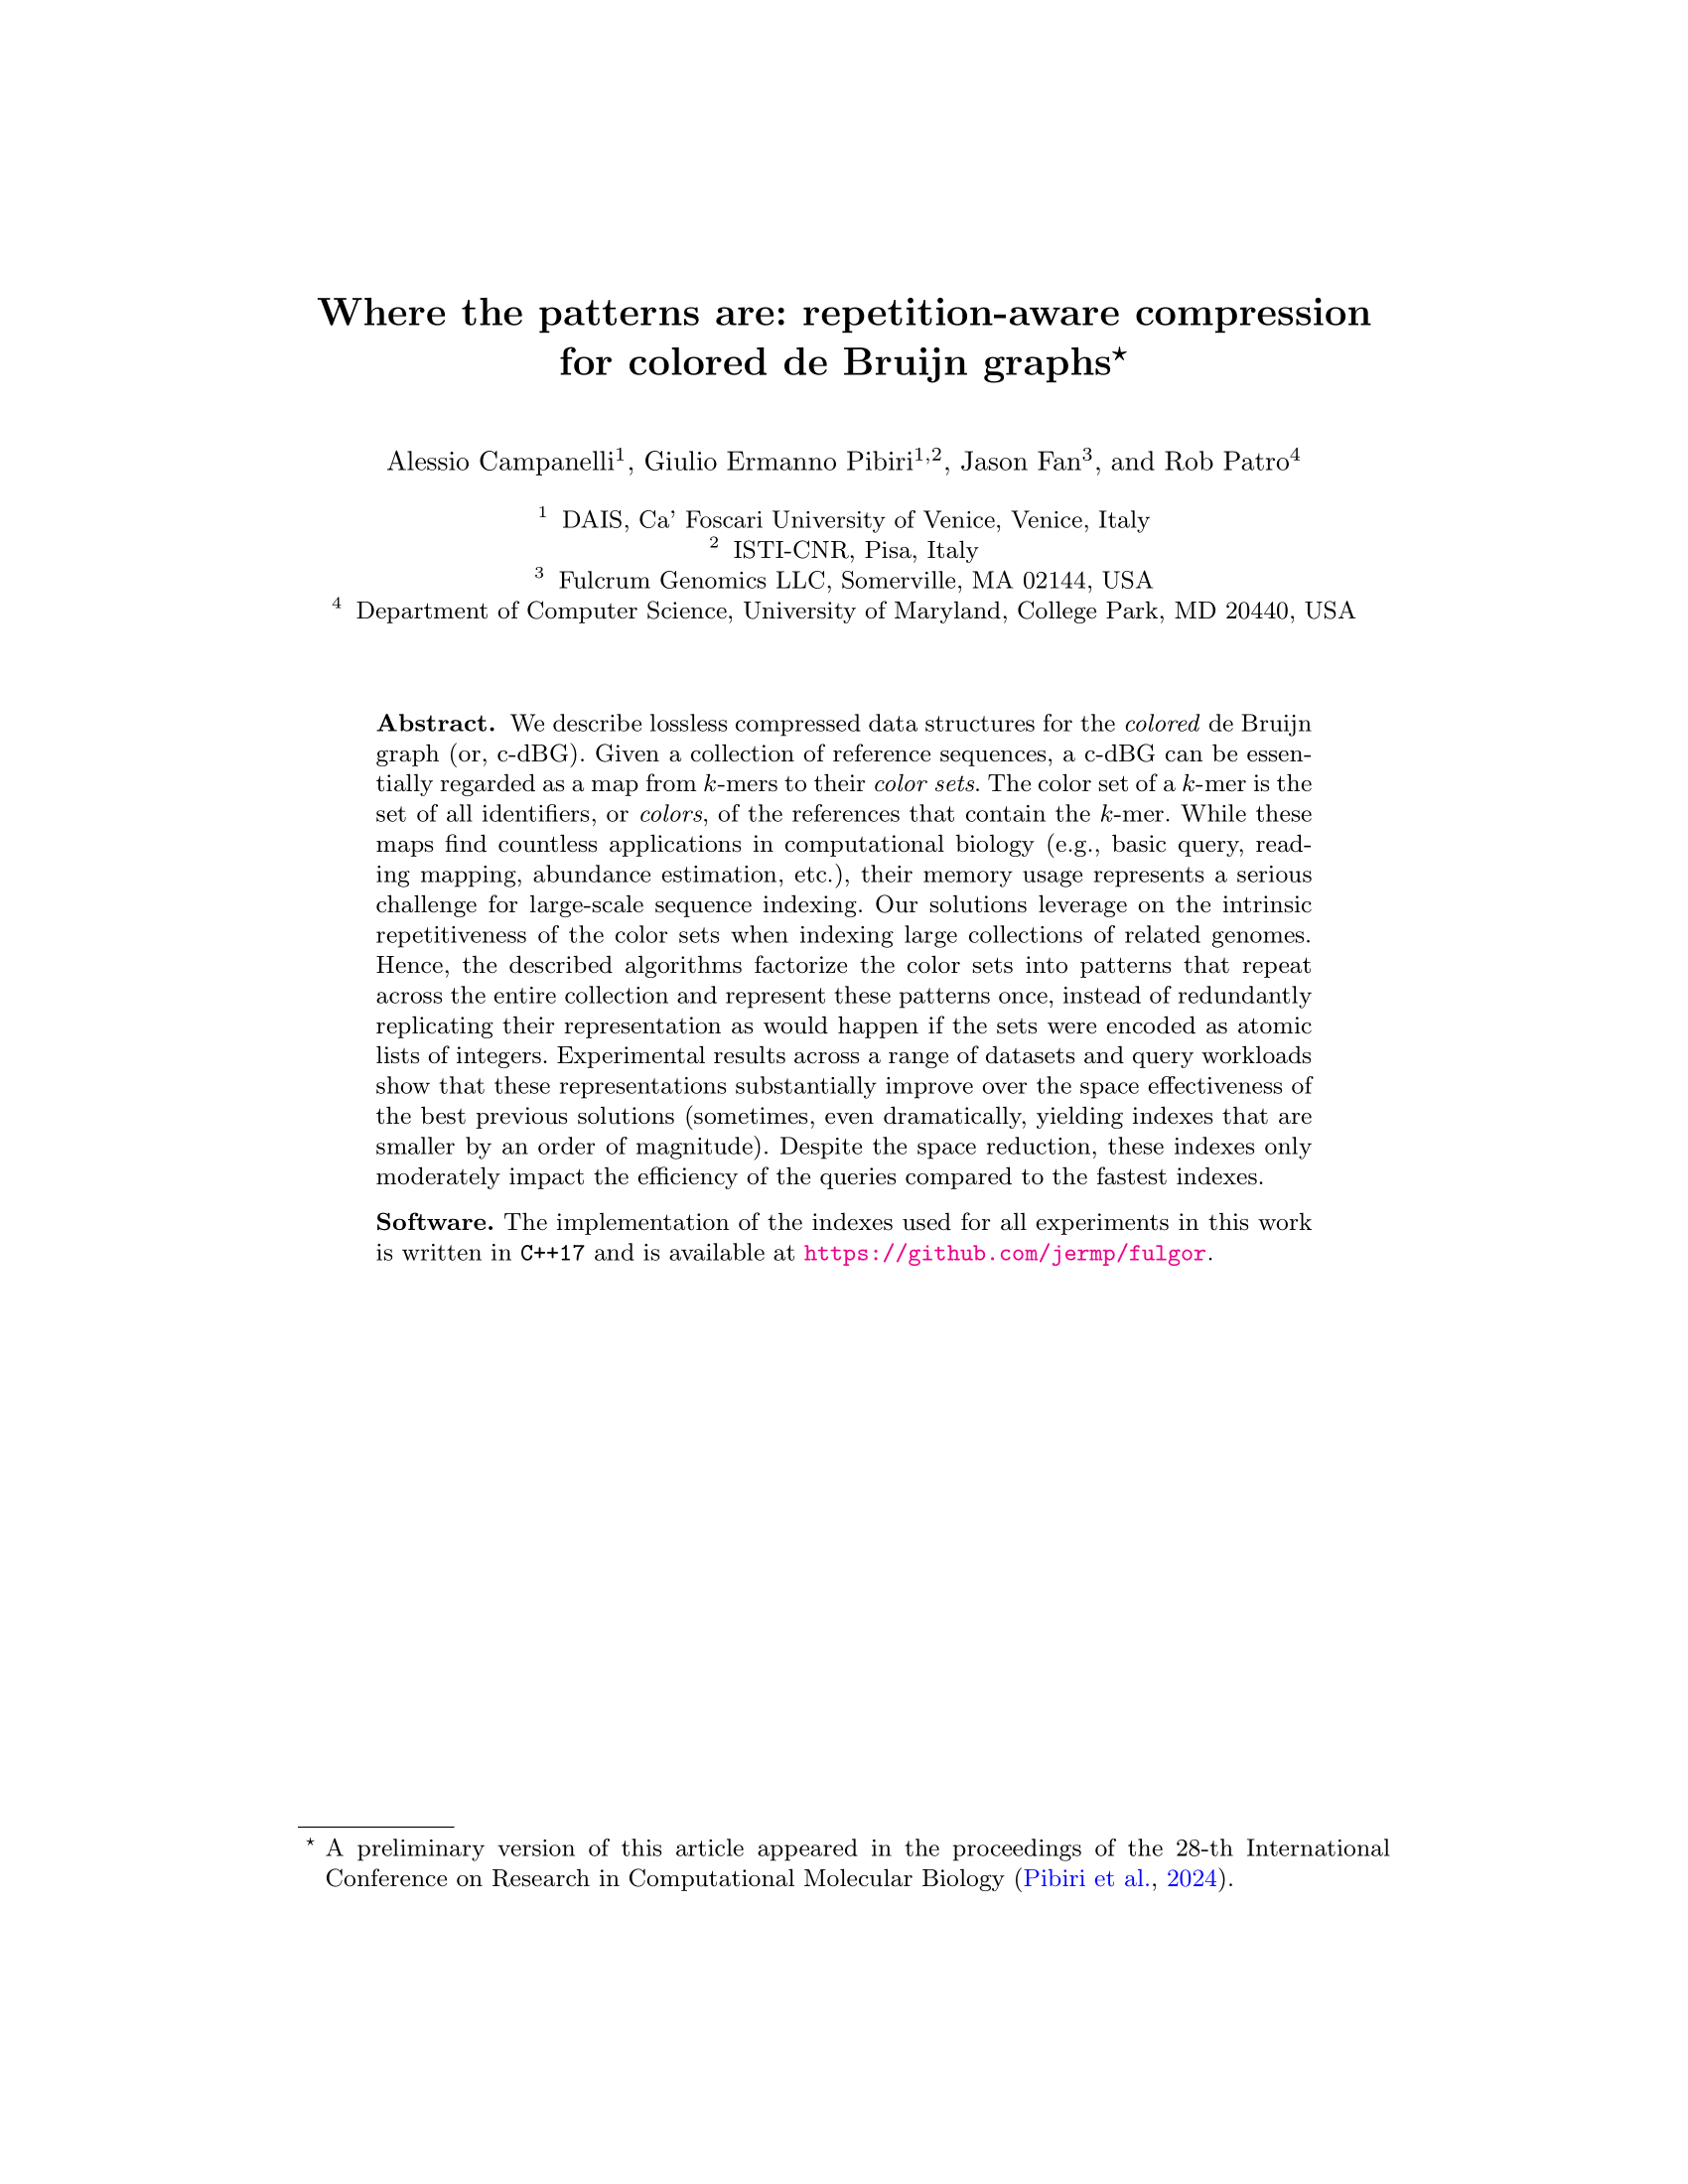 Where the patterns are: repetition-aware compression
for colored de Bruijn graphs⋆
Alessio Campanelli¹, Giulio Ermanno Pibiri¹,², Jason Fan³, and Rob Patro⁴
¹ DAIS, Ca’ Foscari University of Venice, Venice, Italy
² ISTI-CNR, Pisa, Italy
³ Fulcrum Genomics LLC, Somerville, MA 02144, USA
⁴ Department of Computer Science, University of Maryland, College Park, MD 20440, USA
Abstract. We describe lossless compressed data structures for the colored de Bruijn
graph (or, c-dBG). Given a collection of reference sequences, a c-dBG can be essen-
tially regarded as a map from k-mers to their color sets. The color set of a k-mer is the
set of all identifiers, or colors, of the references that contain the k-mer. While these
maps find countless applications in computational biology (e.g., basic query, read-
ing mapping, abundance estimation, etc.), their memory usage represents a serious
challenge for large-scale sequence indexing. Our solutions leverage on the intrinsic
repetitiveness of the color sets when indexing large collections of related genomes.
Hence, the described algorithms factorize the color sets into patterns that repeat
across the entire collection and represent these patterns once, instead of redundantly
replicating their representation as would happen if the sets were encoded as atomic
lists of integers. Experimental results across a range of datasets and query workloads
show that these representations substantially improve over the space effectiveness of
the best previous solutions (sometimes, even dramatically, yielding indexes that are
smaller by an order of magnitude). Despite the space reduction, these indexes only
moderately impact the efficiency of the queries compared to the fastest indexes.
Software. The implementation of the indexes used for all experiments in this work
is written in C++17 and is available at https://github.com/jermp/fulgor.
⋆ A preliminary version of this article appeared in the proceedings of the 28-th International
Conference on Research in Computational Molecular Biology (Pibiri et al., 2024).